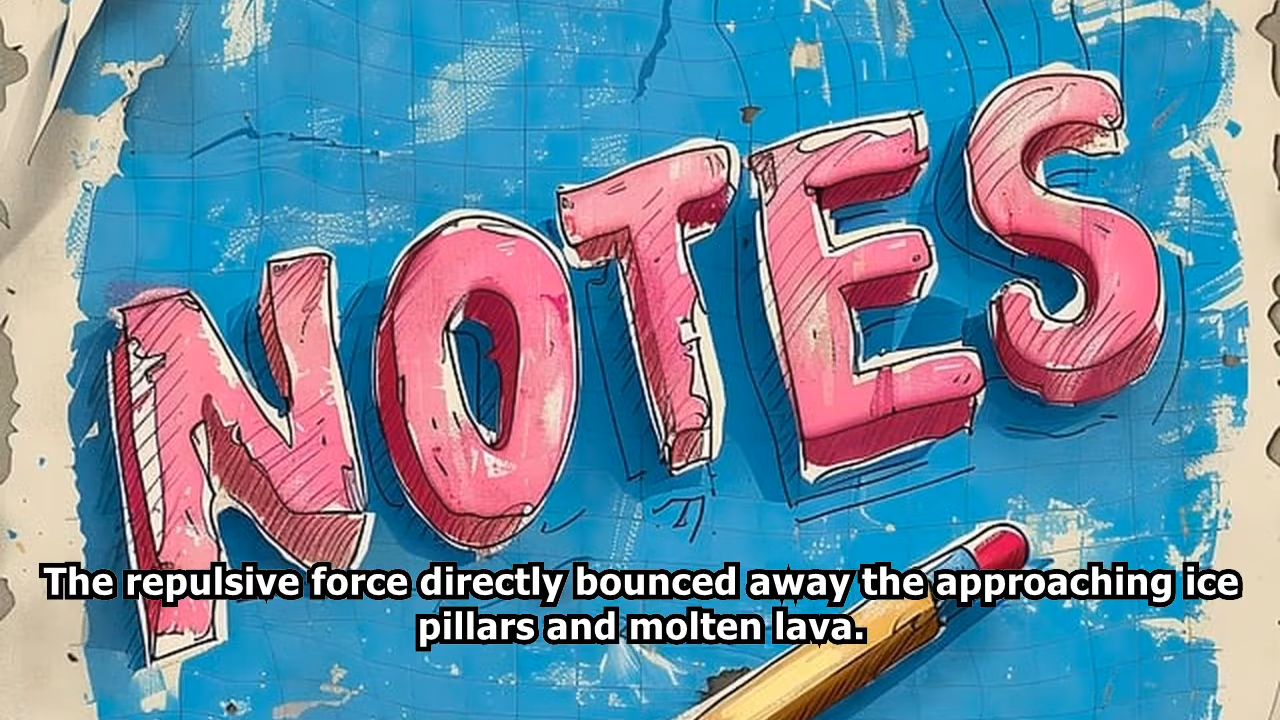 NOTES
The repulsive force directly bounced away the approaching ice
pillars and molten lava.